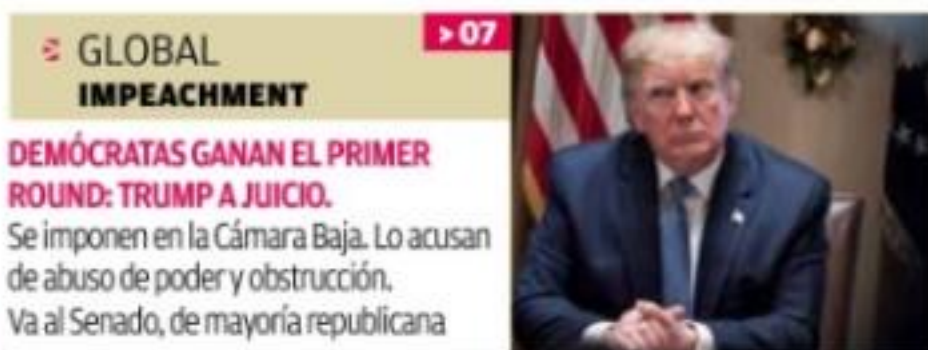 > 07
GLOBAL
IMPEACHMENT
DEMÓCRATAS GANAN EL PRIMER
ROUND: TRUMP A JUICIO.
Se imponen en la Cámara Baja. Lo acusan
de abuso de poder y obstrucción.
Va al Senado, de mayoría republicana